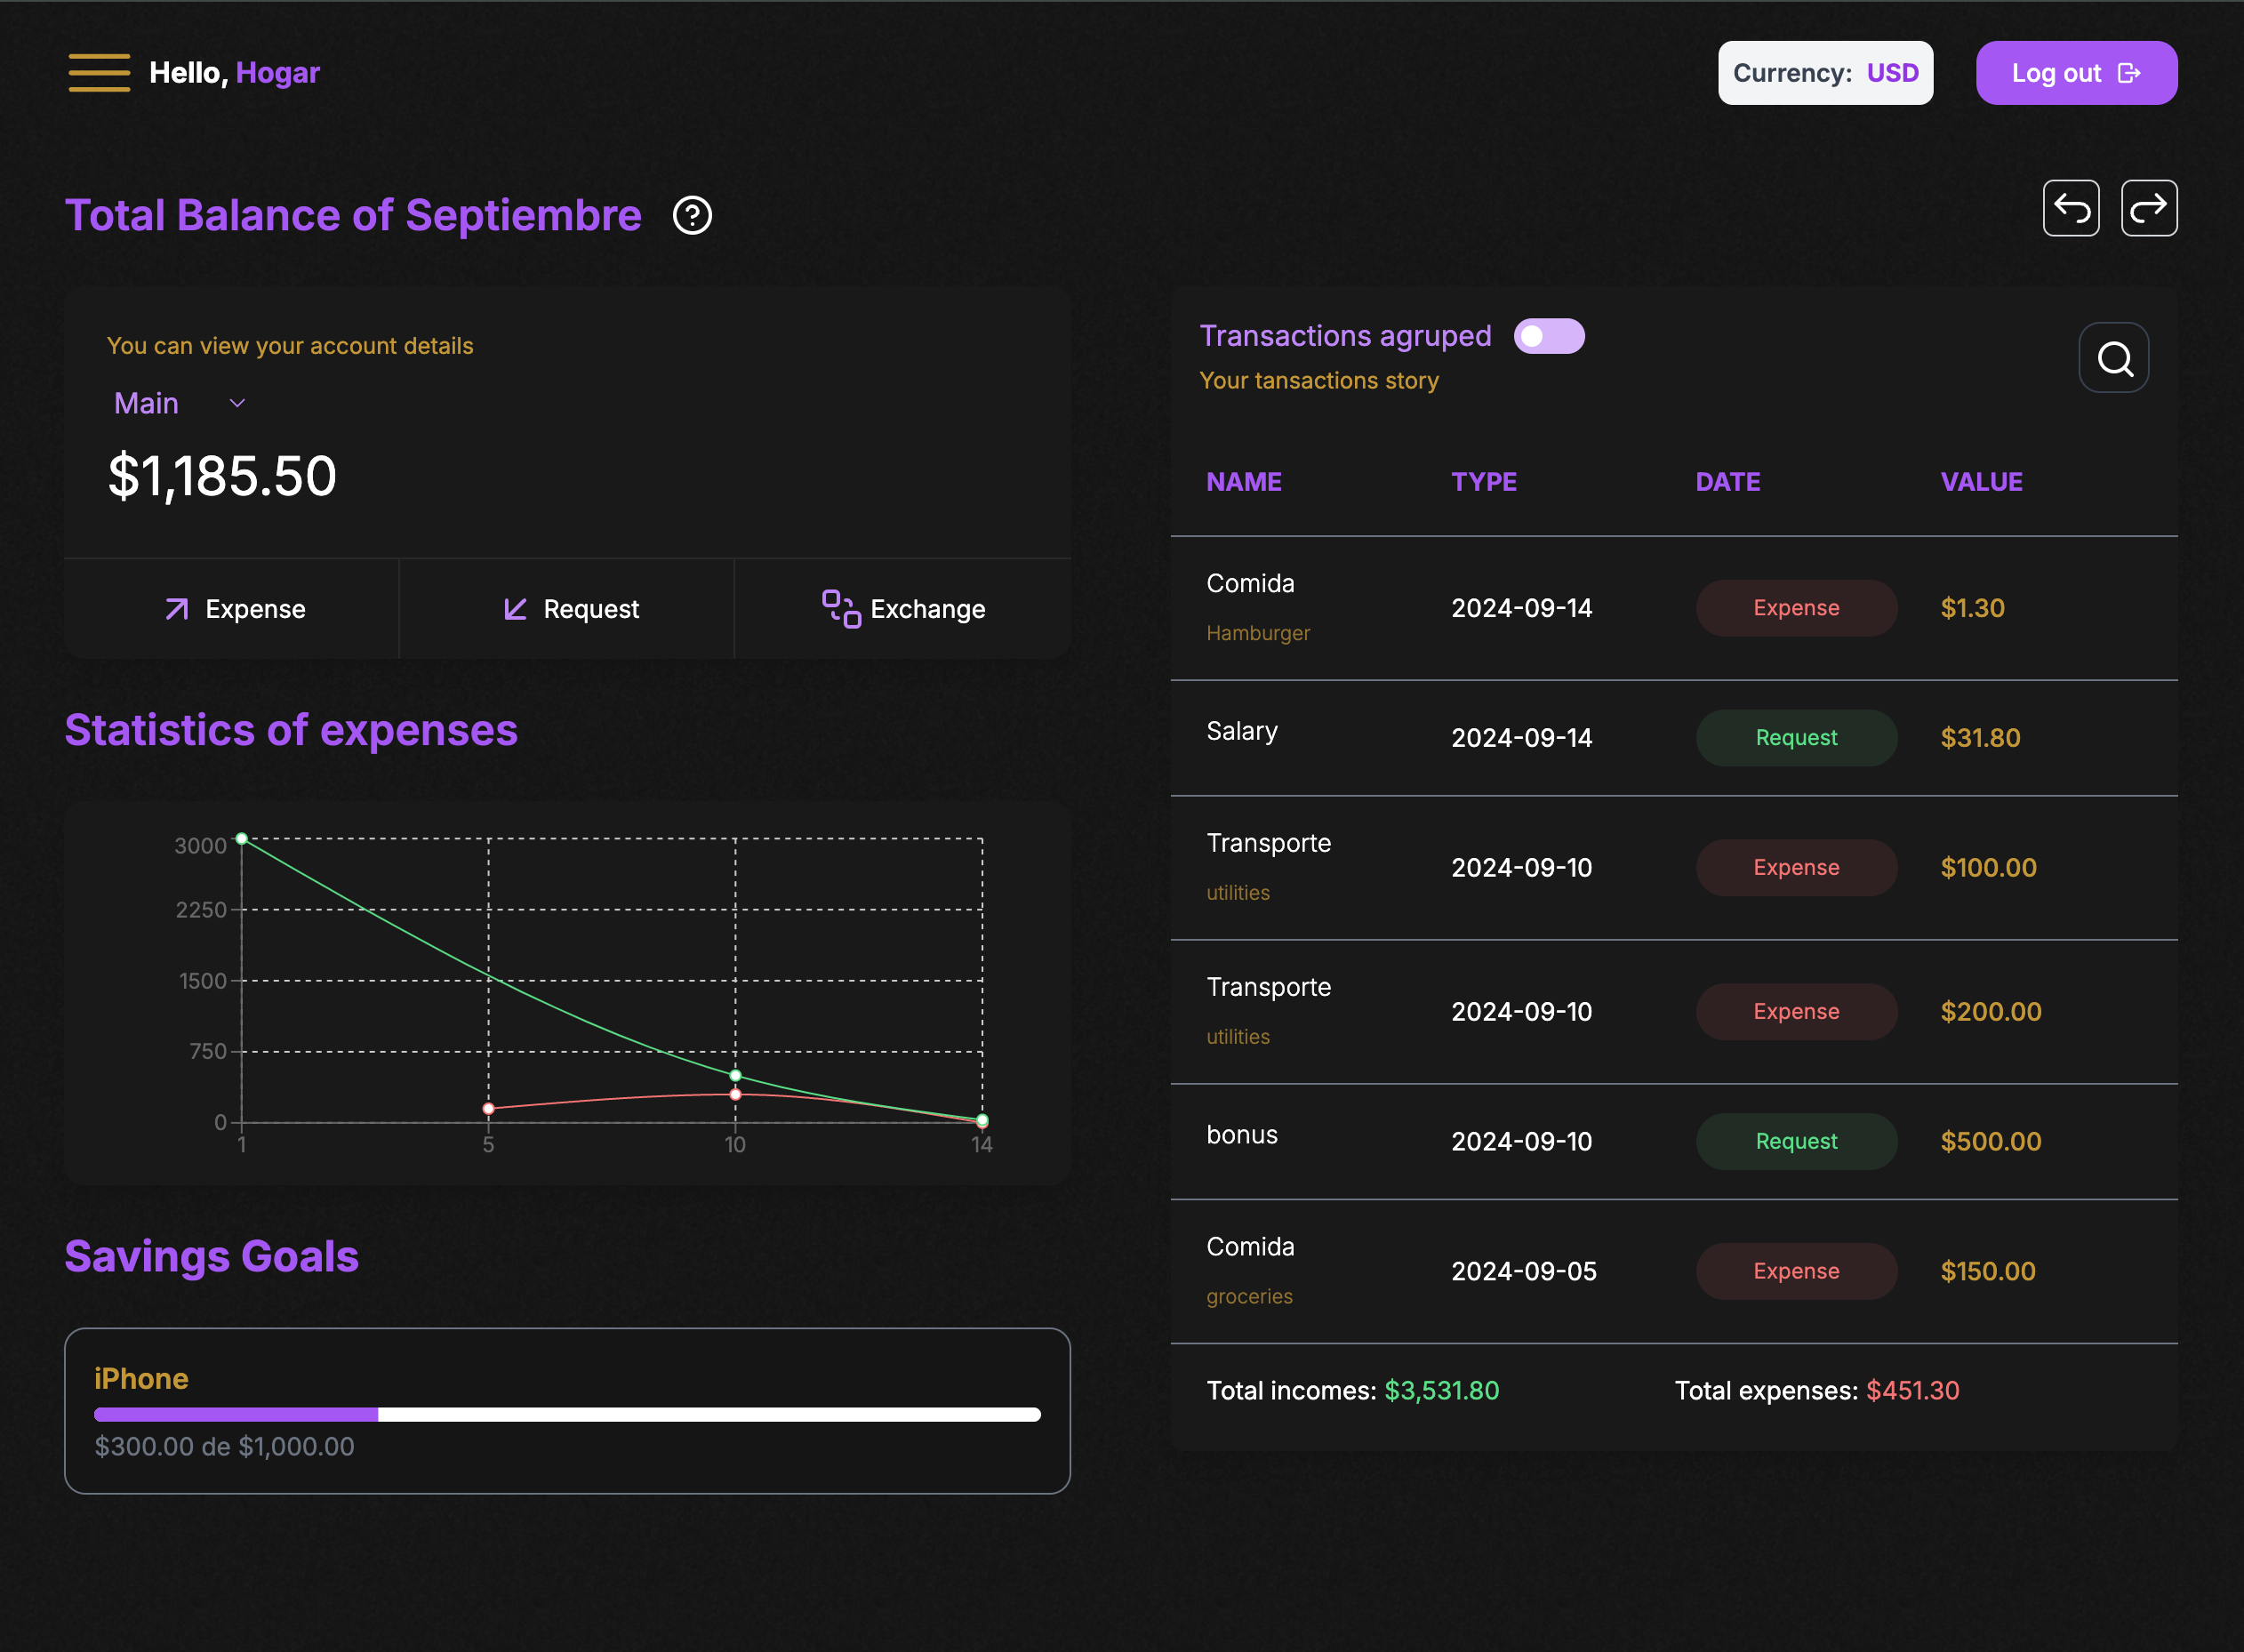 Hello, Hogar
Currency: USD
Log out
Total Balance of Septiembre
You can view your account details
Main
$1,185.50
Expense
Request
Exchange
Statistics of expenses
3000
2250
1500
750
0
1 5 10 14
Savings Goals
iPhone
$300.00 de $1,000.00
Transactions agruped
Your tansactions story
NAME TYPE DATE VALUE
Comida
Hamburger
2024-09-14 Expense $1.30
Salary 2024-09-14 Request $31.80
Transporte
utilities
2024-09-10 Expense $100.00
Transporte
utilities
2024-09-10 Expense $200.00
bonus 2024-09-10 Request $500.00
Comida
groceries
2024-09-05 Expense $150.00
Total incomes: $3,531.80 Total expenses: $451.30